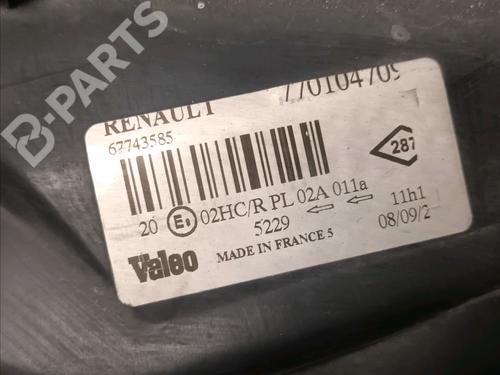 B-PARTS
RENAULT 770104709
67743585
287
20 E 02HC/R PL 02A 011a 11h1
5229 08/09/2
Valeo MADE IN FRANCE 5